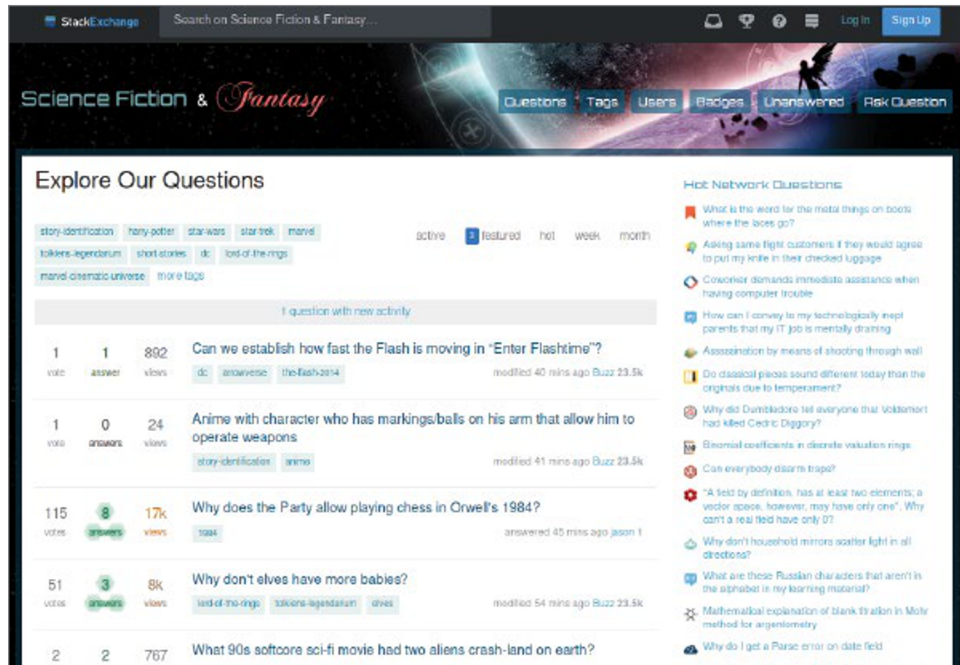 StackExchange
Search on Science Fiction & Fantasy...
Log In
Sign Up
Science Fiction & Fantasy
Questions
Tags
Users
Badges
Unanswered
Ask Question
Explore Our Questions
story-identification harry-potter star-wars star-trek marvel
tolkiens-legendarium short-stories dc lord-of-the-rings
marvel-cinematic-universe more tags
active 3 featured hot week month
1 question with new activity
1 1 892
vote answer views
Can we establish how fast the Flash is moving in “Enter Flashtime”?
dc arrowverse the-flash-2014
modified 40 mins ago Buzz 23.5k
1 0 24
vote answers views
Anime with character who has markings/balls on his arm that allow him to
operate weapons
story-identification anime
modified 41 mins ago Buzz 23.5k
115 8 17k
votes answers views
Why does the Party allow playing chess in Orwell's 1984?
1984
answered 45 mins ago jason 1
51 3 8k
votes answers views
Why don't elves have more babies?
lord-of-the-rings tolkiens-legendarium elves
modified 54 mins ago Buzz 23.5k
2 2 767
What 90s softcore sci-fi movie had two aliens crash-land on earth?
Hot Network Questions
What is the word for the metal things on boots
where the laces go?
Asking same flight customers if they would agree
to put my knife in their checked luggage
Coworker demands immediate assistance when
having computer trouble
How can I convey to my technologically inept
parents that my IT job is mentally draining
Assassination by means of shooting through wall
Do classical pieces sound different today than the
originals due to temperament?
Why did Dumbledore tell everyone that Voldemort
had killed Cedric Diggory?
Binomial coefficients in discrete valuation rings
Can everybody disarm traps?
"A field by definition, has at least two elements; a
vector space, however, may have only one". Why
can't a real field have only 0?
Why don't household mirrors scatter light in all
directions?
What are these Russian characters that aren't in
the alphabet in my learning material?
Mathematical explanation of blank titration in Mohr
method for argentometry
Why do I get a Parse error on date field